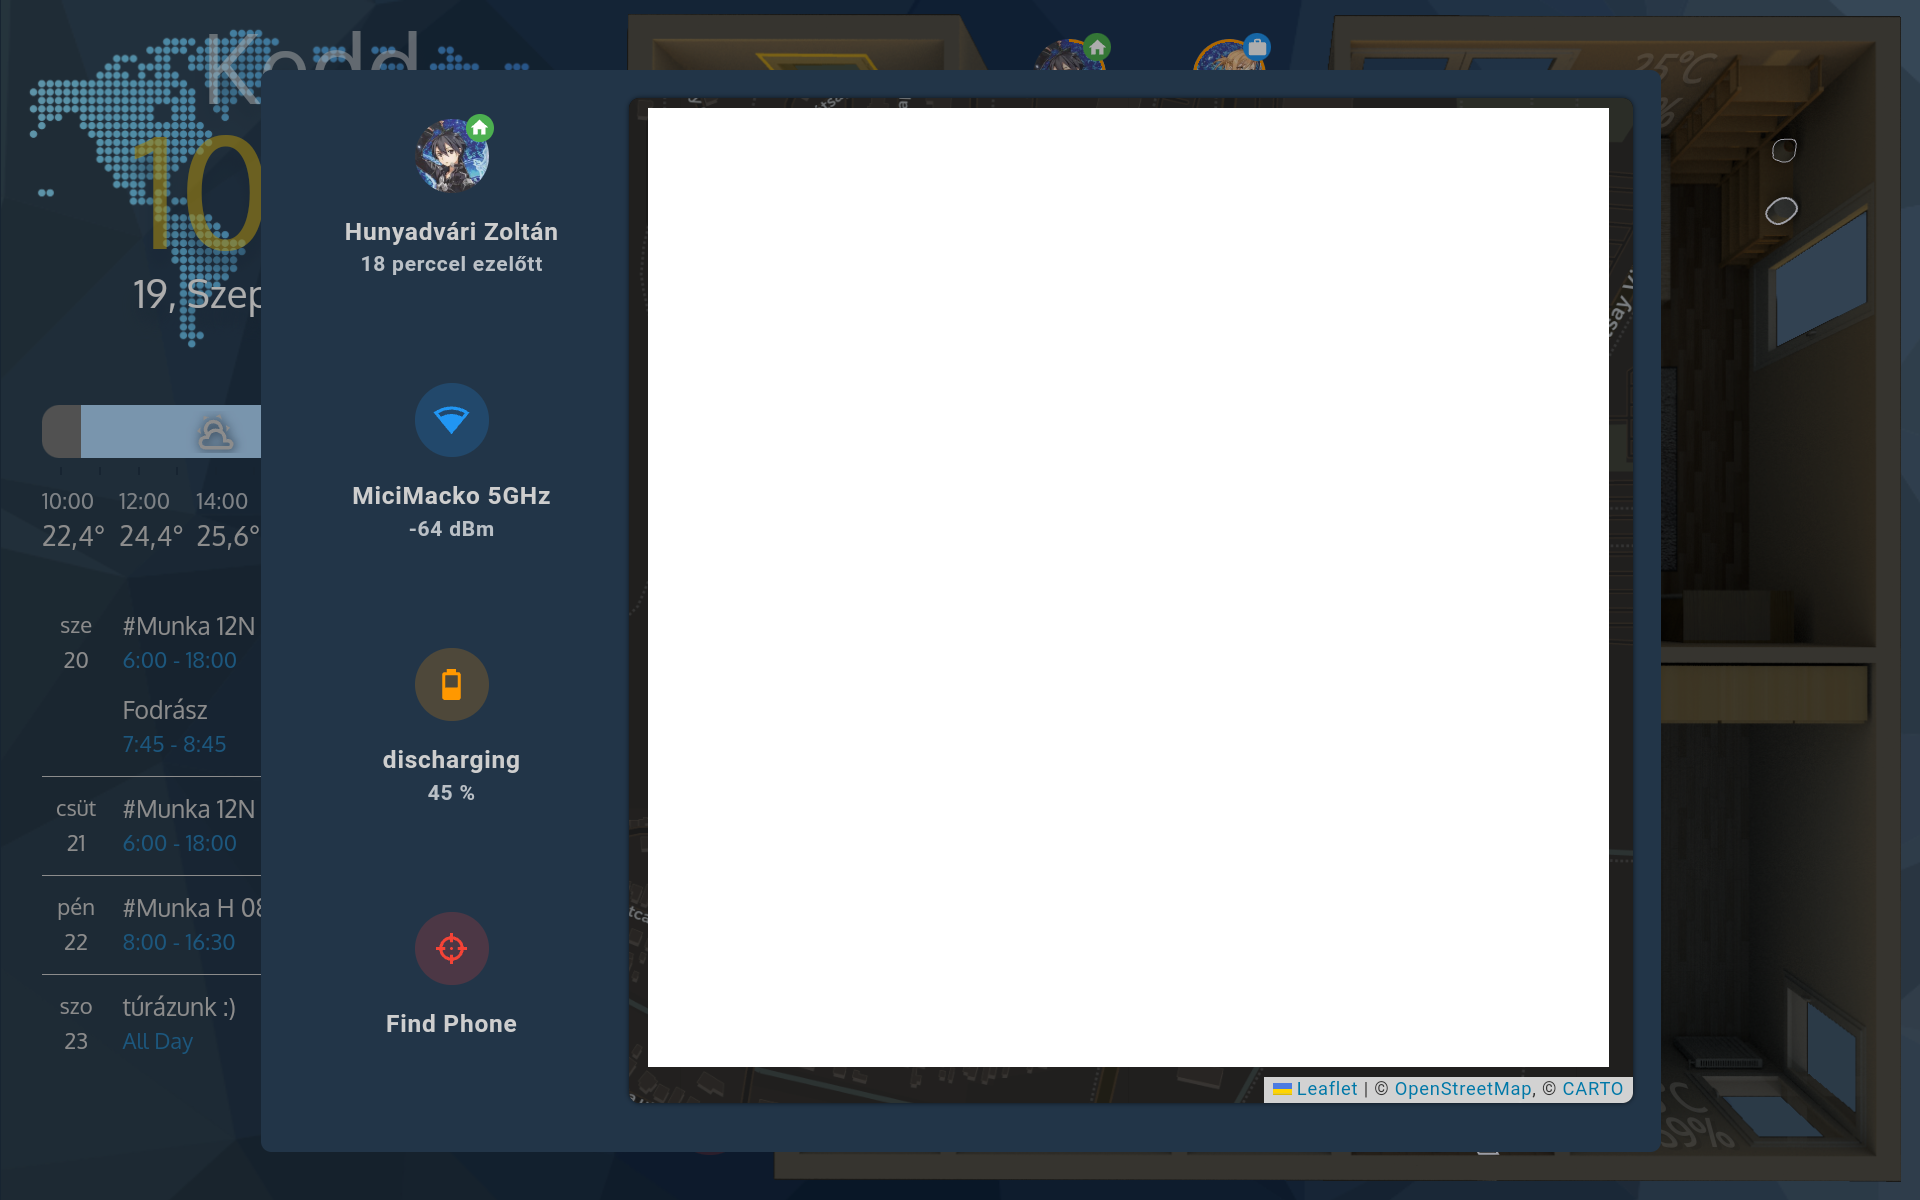 Kedd
10
19, Szep
10:00 12:00 14:00
22,4° 24,4° 25,6°
sze
20
#Munka 12N
6:00 - 18:00
Fodrász
7:45 - 8:45
csüt
21
#Munka 12N
6:00 - 18:00
pén
22
#Munka H 08
8:00 - 16:30
szo
23
túrázunk :)
All Day
Hunyadvári Zoltán
18 perccel ezelőtt
MiciMacko 5GHz
-64 dBm
discharging
45 %
Find Phone
Leaflet | © OpenStreetMap, © CARTO
25°C
%